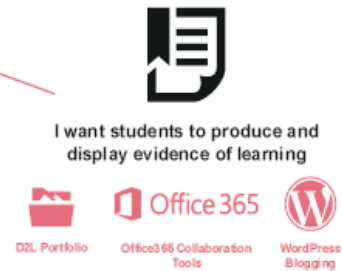 I want students to produce and
display evidence of learning
Office 365
D2L Portfolio
Office365 Collaboration
Tools
WordPress
Blogging